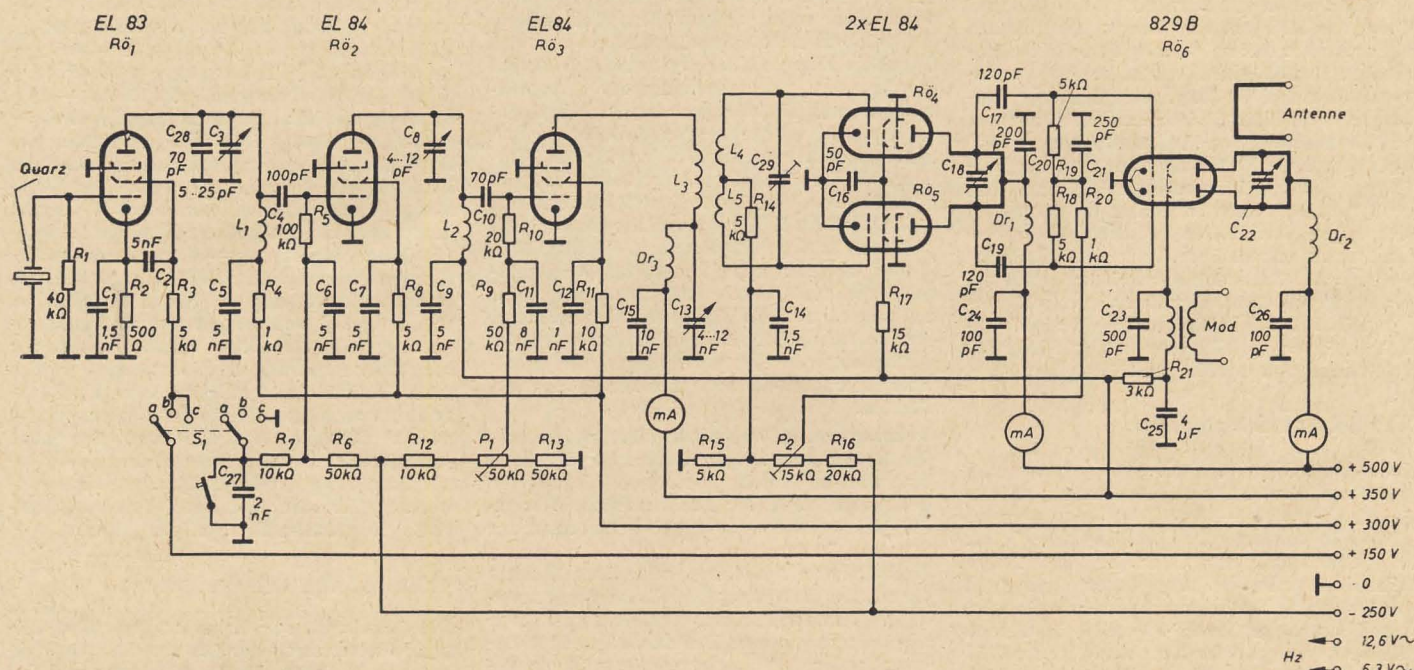 EL 83
Rö1
EL 84
Rö2
EL 84
Rö3
2x EL 84
829 B
Rö6
Rö4
Rö5
Quarz
R1
40 kΩ
C1
1,5 nF
R2
500 Ω
5nF
C2
R3
5 kΩ
C28
70 pF
C3
5..25pF
L1
C5
5 nF
R4
1 kΩ
100pF
C4
R5
100 kΩ
C6
5 nF
C7
5 nF
R8
5 kΩ
C8
4...12 pF
L2
C9
5 nF
70pF
C10
20 kΩ
R10
R9
50 kΩ
C11
8 nF
C12
1 nF
R11
10 kΩ
L3
Dr3
C15
10 nF
C13
4...12 nF
L4
L5
C29
R14
5 kΩ
C14
1,5 nF
50 pF
C16
R17
15 kΩ
120pF
C17
C18
C19
120 pF
200 pF
C20
Dr1
C24
100 pF
5kΩ
R19
R18
5 kΩ
250 pF
C21
R20
1 kΩ
Antenne
C22
Dr2
C23
500 pF
Mod
R21
3kΩ
C25
4 µF
C26
100 pF
a
b
c
S1
a
b
c
C27
2 nF
R7
10kΩ
R6
50kΩ
R12
10kΩ
P1
50kΩ
R13
50kΩ
mA
R15
5kΩ
P2
15kΩ
R16
20kΩ
mA
mA
+ 500 V
+ 350 V
+ 300V
+ 150 V
- 0
- 250V
12,6 V~
Hz
6,3 V~